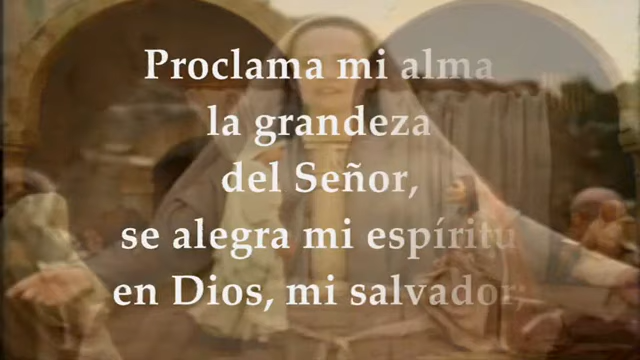 Proclama mi alma
la grandeza
del Señor,
se alegra mi espíritu
en Dios, mi salvador;